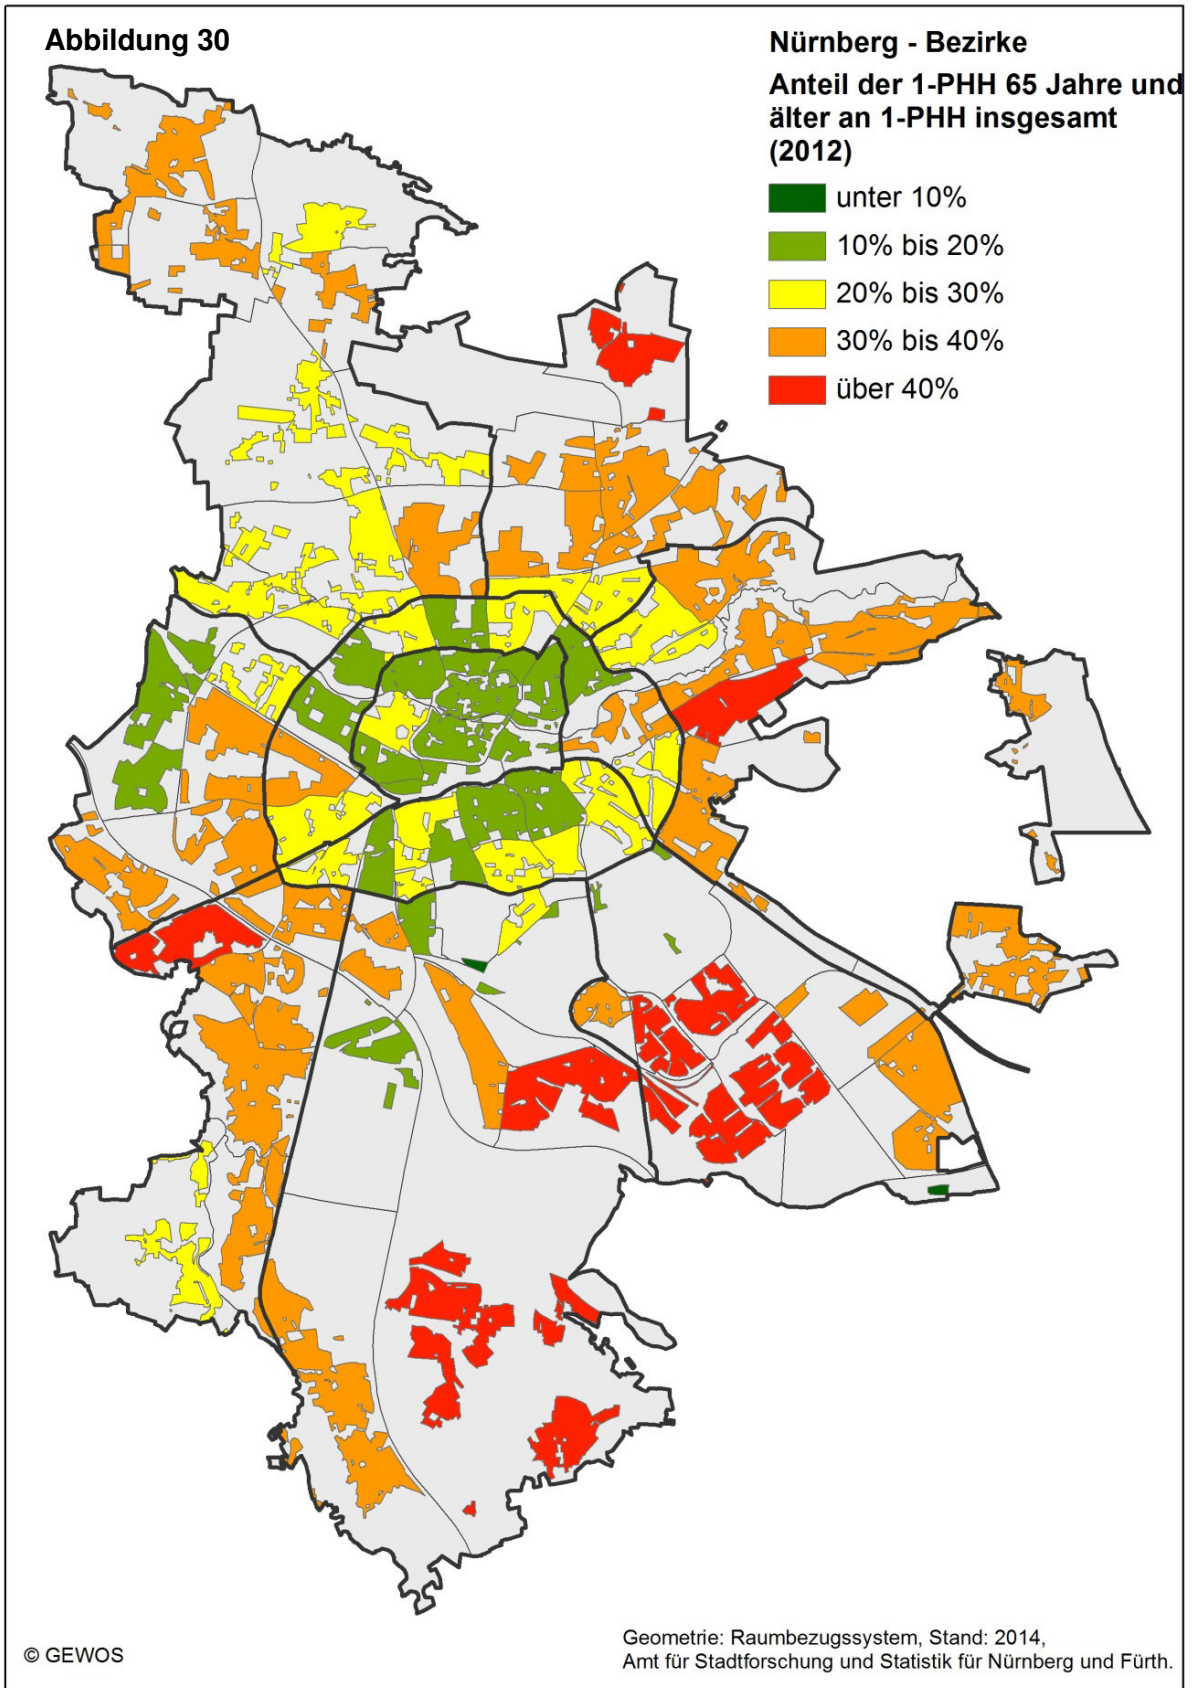 Abbildung 30
Nürnberg - Bezirke
Anteil der 1-PHH 65 Jahre und
älter an 1-PHH insgesamt
(2012)
unter 10%
10% bis 20%
20% bis 30%
30% bis 40%
über 40%
© GEWOS
Geometrie: Raumbezugssystem, Stand: 2014,
Amt für Stadtforschung und Statistik für Nürnberg und Fürth.